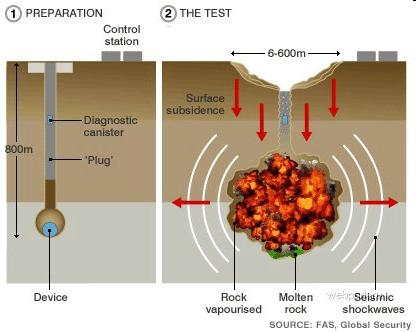 1 PREPARATION
2 THE TEST
Control
station
6-600m
Surface
subsidence
Diagnostic
canister
800m
'Plug'
Device
Rock
vaporised
Molten
rock
Seismic
shockwaves
SOURCE: FAS, Global Security